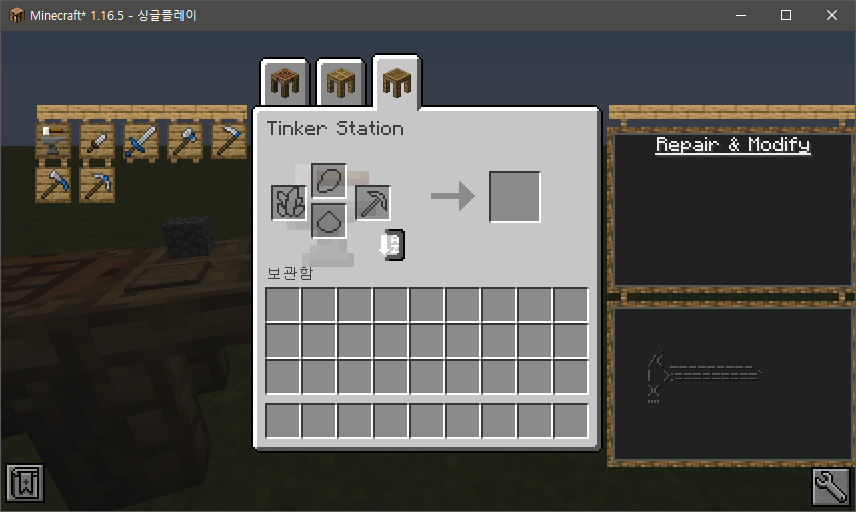 Minecraft* 1.16.5 - 싱글플레이
Tinker Station
Repair & Modify
A
Z
보관함